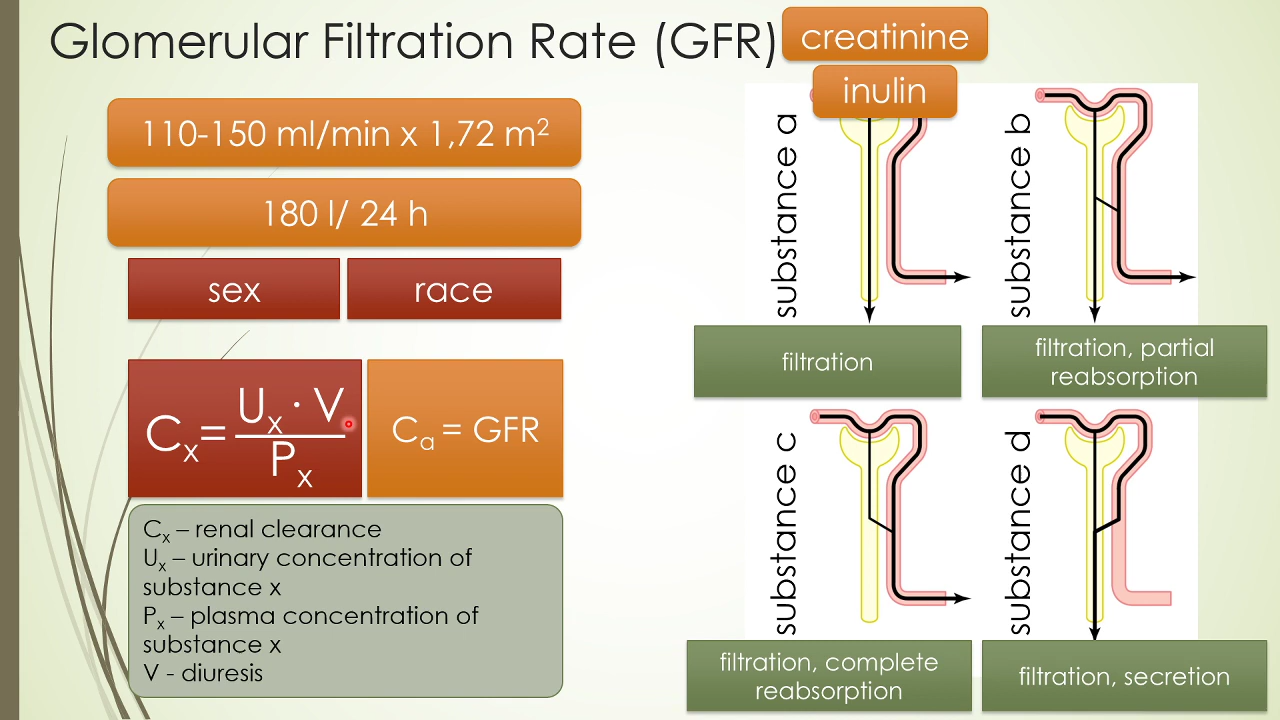 Glomerular Filtration Rate (GFR)
creatinine
inulin
110-150 ml/min x 1,72 m²
180 l/ 24 h
sex
race
Cₓ= Uₓ · V
Pₓ
Cₐ = GFR
Cₓ – renal clearance
Uₓ – urinary concentration of
substance x
Pₓ – plasma concentration of
substance x
V - diuresis
substance a
filtration
substance b
filtration, partial
reabsorption
substance c
filtration, complete
reabsorption
substance d
filtration, secretion